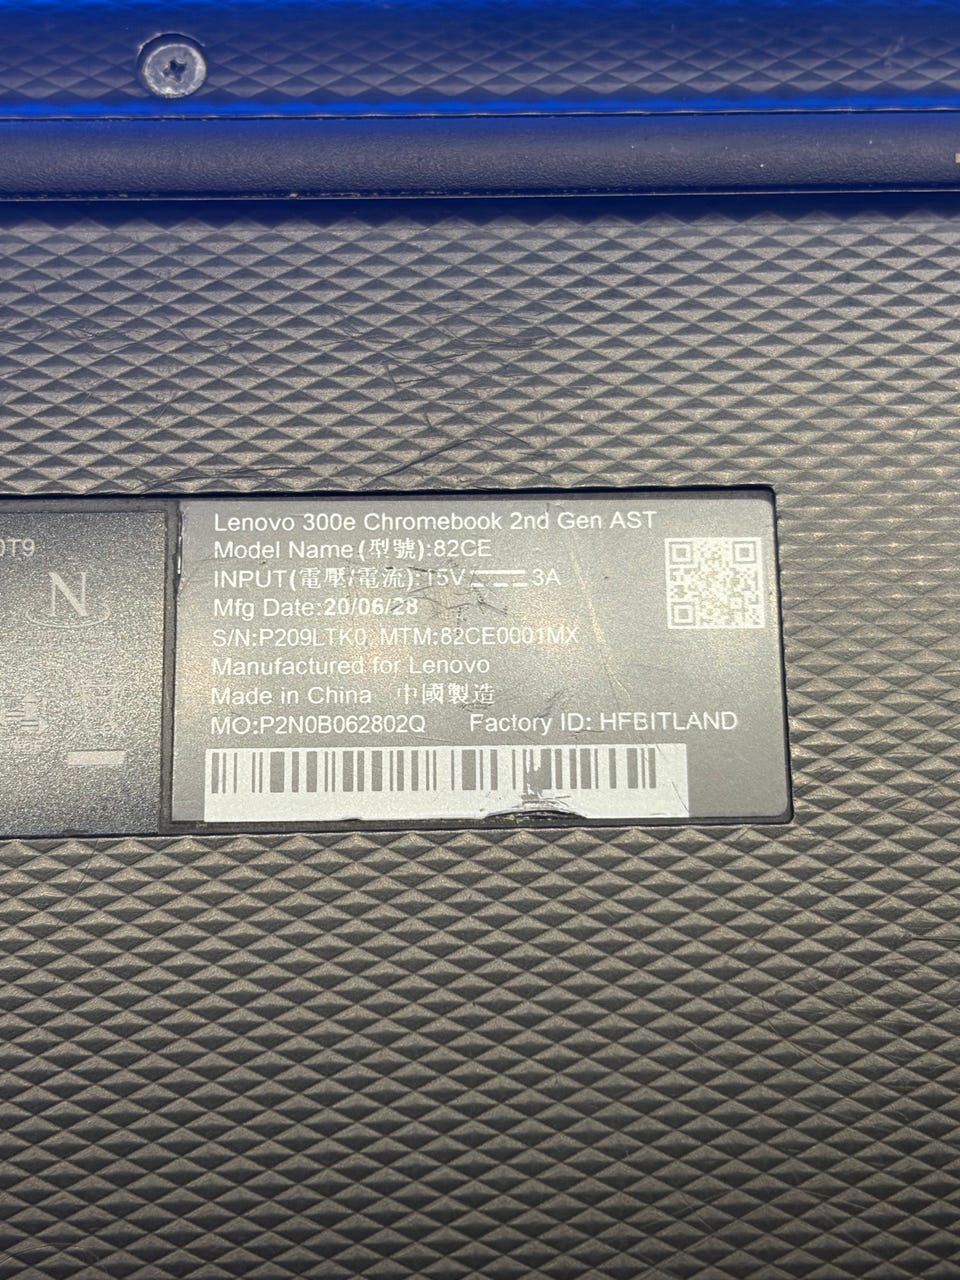 0T9
N
Lenovo 300e Chromebook 2nd Gen AST
Model Name(型號):82CE
INPUT(電壓/電流):15V⎓3A
Mfg Date:20/06/28
S/N:P209LTK0 MTM:82CE0001MX
Manufactured for Lenovo
Made in China 中國製造
MO:P2N0B062802Q Factory ID: HFBITLAND